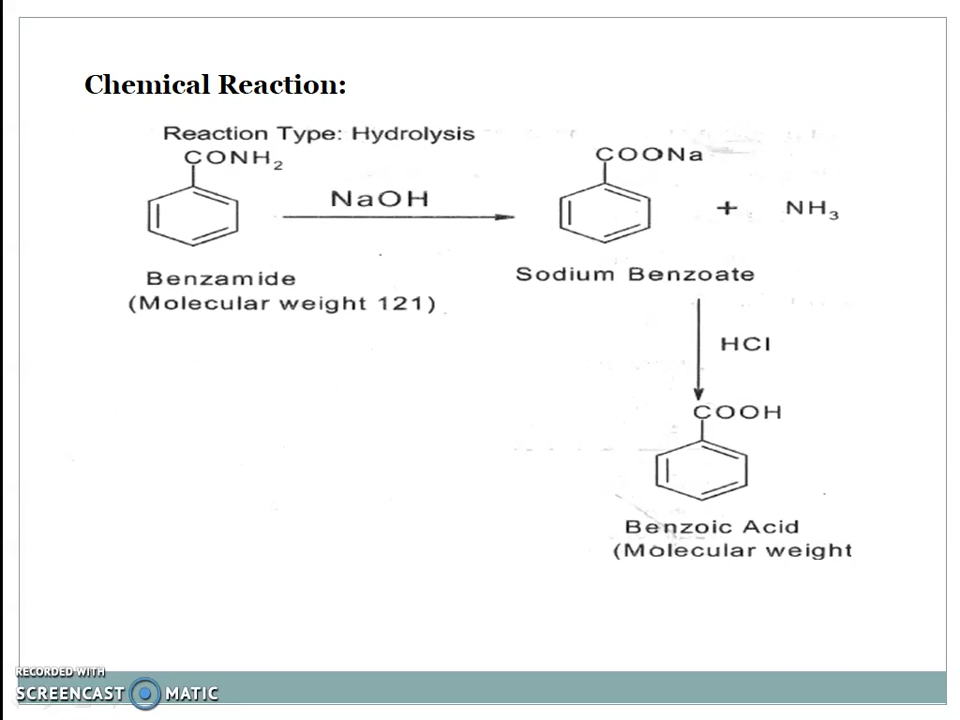 Chemical Reaction:
Reaction Type: Hydrolysis
CONH2
NaOH
COONa
+ NH3
Benzamide
(Molecular weight 121)
Sodium Benzoate
HCl
COOH
Benzoic Acid
(Molecular weight
RECORDED WITH
SCREENCAST MATIC